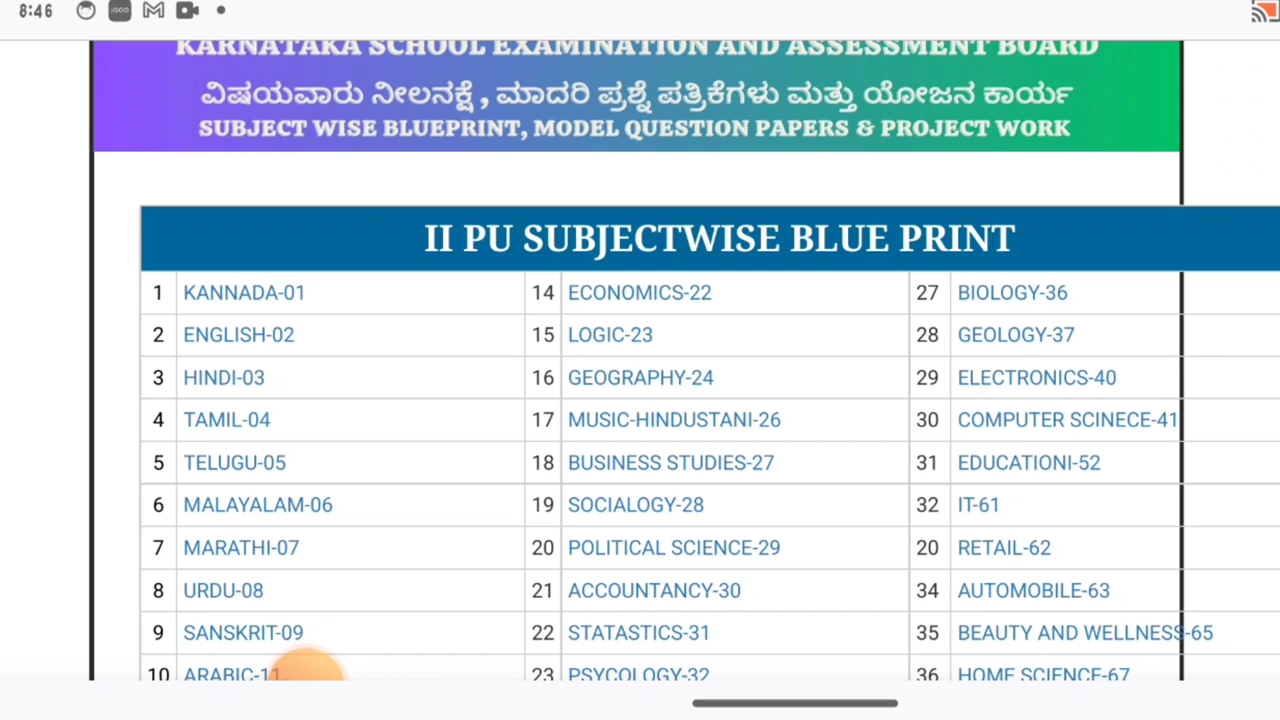 8:46
iQOO
KARNATAKA SCHOOL EXAMINATION AND ASSESSMENT BOARD
ವಿಷಯವಾರು ನೀಲನಕ್ಷೆ , ಮಾದರಿ ಪ್ರಶ್ನೆ ಪತ್ರಿಕೆಗಳು ಮತ್ತು ಯೋಜನ ಕಾರ್ಯ
SUBJECT WISE BLUEPRINT, MODEL QUESTION PAPERS & PROJECT WORK
II PU SUBJECTWISE BLUE PRINT
1 KANNADA-01 14 ECONOMICS-22 27 BIOLOGY-36
2 ENGLISH-02 15 LOGIC-23 28 GEOLOGY-37
3 HINDI-03 16 GEOGRAPHY-24 29 ELECTRONICS-40
4 TAMIL-04 17 MUSIC-HINDUSTANI-26 30 COMPUTER SCINECE-41
5 TELUGU-05 18 BUSINESS STUDIES-27 31 EDUCATIONI-52
6 MALAYALAM-06 19 SOCIALOGY-28 32 IT-61
7 MARATHI-07 20 POLITICAL SCIENCE-29 20 RETAIL-62
8 URDU-08 21 ACCOUNTANCY-30 34 AUTOMOBILE-63
9 SANSKRIT-09 22 STATASTICS-31 35 BEAUTY AND WELLNESS-65
10 ARABIC-11 23 PSYCOLOGY-32 36 HOME SCIENCE-67